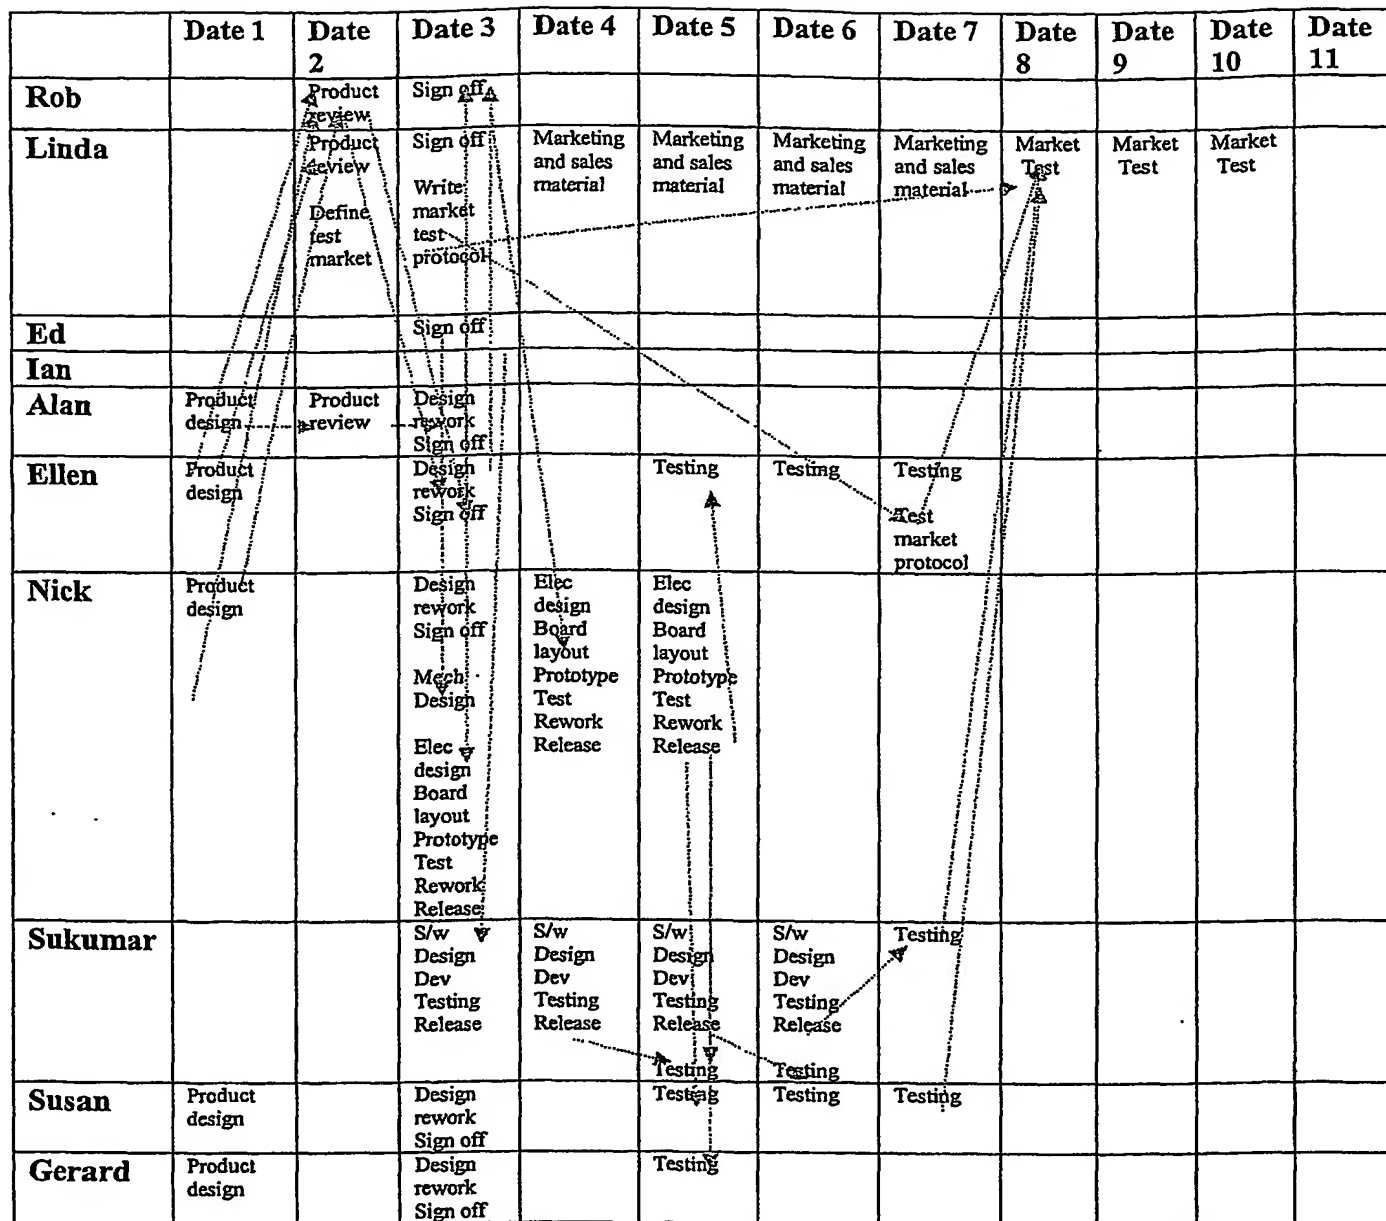 Date 1 Date 2 Date 3 Date 4 Date 5 Date 6 Date 7 Date 8 Date 9 Date 10 Date 11
Rob
Product
review
Sign off
Linda
Product
review
Define
test
market
Sign off
Write
market
test
protocol
Marketing
and sales
material
Marketing
and sales
material
Marketing
and sales
material
Marketing
and sales
material
Market
Test
Market
Test
Market
Test
Ed
Sign off
Ian
Alan
Product
design
Product
review
Design
rework
Sign off
Ellen
Product
design
Design
rework
Sign off
Testing
Testing
Testing
Test
market
protocol
Nick
Product
design
Design
rework
Sign off
Mech
Design
Elec
design
Board
layout
Prototype
Test
Rework
Release
Elec
design
Board
layout
Prototype
Test
Rework
Release
Elec
design
Board
layout
Prototype
Test
Rework
Release
Sukumar
S/w
Design
Dev
Testing
Release
S/w
Design
Dev
Testing
Release
S/w
Design
Dev
Testing
Release
Testing
S/w
Design
Dev
Testing
Release
Testing
Testing
Susan
Product
design
Design
rework
Sign off
Testing
Testing
Testing
Gerard
Product
design
Design
rework
Sign off
Testing